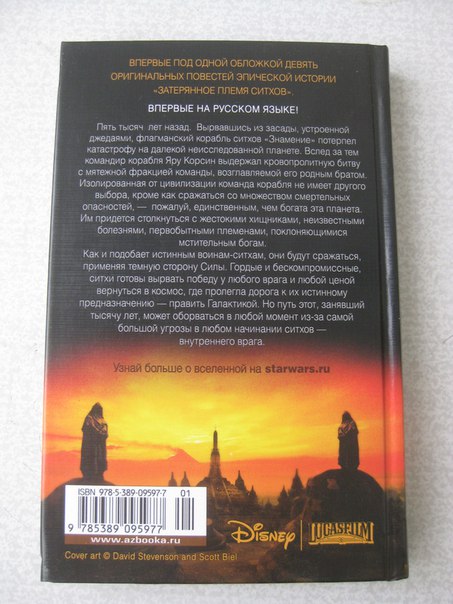 ВПЕРВЫЕ ПОД ОДНОЙ ОБЛОЖКОЙ ДЕВЯТЬ
ОРИГИНАЛЬНЫХ ПОВЕСТЕЙ ЭПИЧЕСКОЙ ИСТОРИИ
«ЗАТЕРЯННОЕ ПЛЕМЯ СИТХОВ».
ВПЕРВЫЕ НА РУССКОМ ЯЗЫКЕ!
Пять тысяч лет назад. Вырвавшись из засады, устроенной
джедаями, флагманский корабль ситхов «Знамение» потерпел
катастрофу на далекой неисследованной планете. Вслед за тем
командир корабля Яру Корсин выдержал кровопролитную битву
с мятежной фракцией команды, возглавляемой его родным братом.
Изолированная от цивилизации команда корабля не имеет другого
выбора, кроме как сражаться со множеством смертельных
опасностей, — пожалуй, единственным, чем богата эта планета.
Им придется столкнуться с жестокими хищниками, неизвестными
болезнями, первобытными племенами, поклоняющимися
мстительным богам.
Как и подобает истинным воинам-ситхам, они будут сражаться,
применяя темную сторону Силы. Гордые и бескомпромиссные,
ситхи готовы вырвать победу у любого врага и любой ценой
вернуться в космос, где пролегла дорога к их истинному
предназначению — править Галактикой. Но путь этот, занявший
тысячу лет, может оборваться в любой момент из-за самой
большой угрозы в любом начинании ситхов —
внутреннего врага.
Узнай больше о вселенной на starwars.ru
ISBN 978-5-389-09597-7
01
9 785389 095977
www.azbooka.ru
Disney
LUCASFILM
Cover art © David Stevenson and Scott Biel